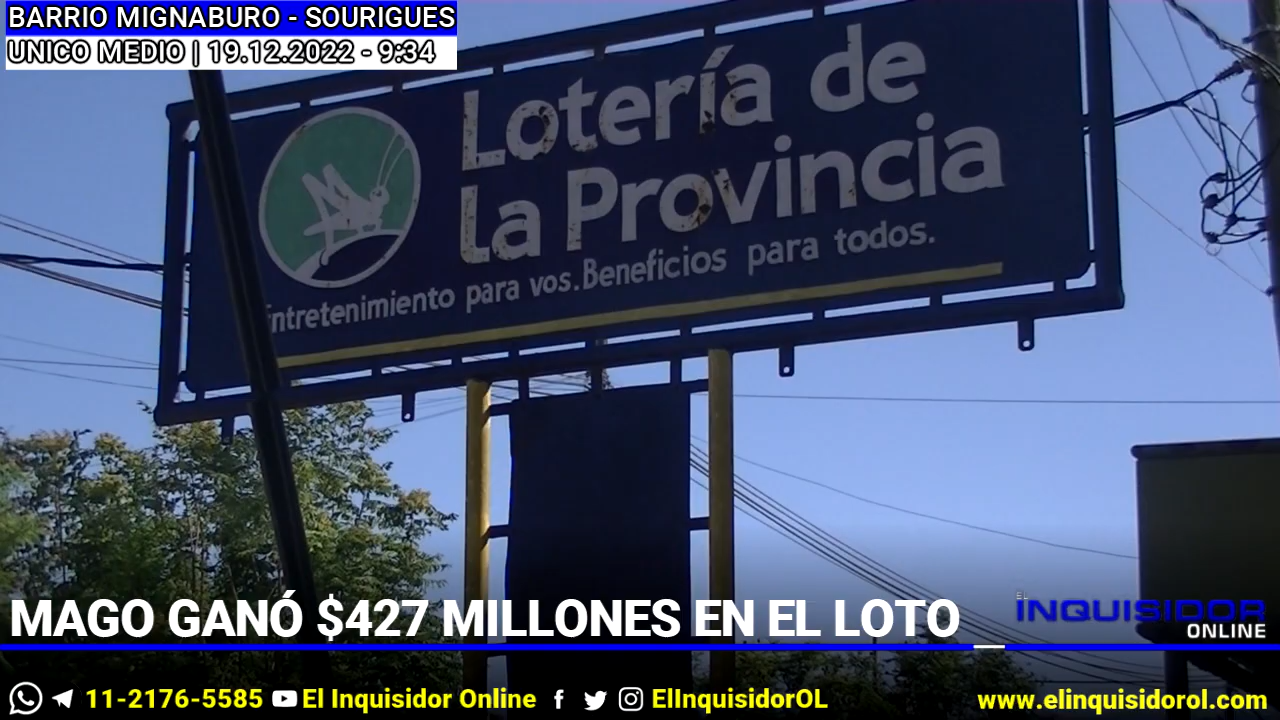 BARRIO MIGNABURO - SOURIGUES
UNICO MEDIO | 19.12.2022 - 9:34
Lotería de
la Provincia
Entretenimiento para vos. Beneficios para todos.
MAGO GANÓ $427 MILLONES EN EL LOTO
EL
INQUISIDOR
ONLINE
11-2176-5585 El Inquisidor Online ElInquisidorOL www.elinquisidorol.com